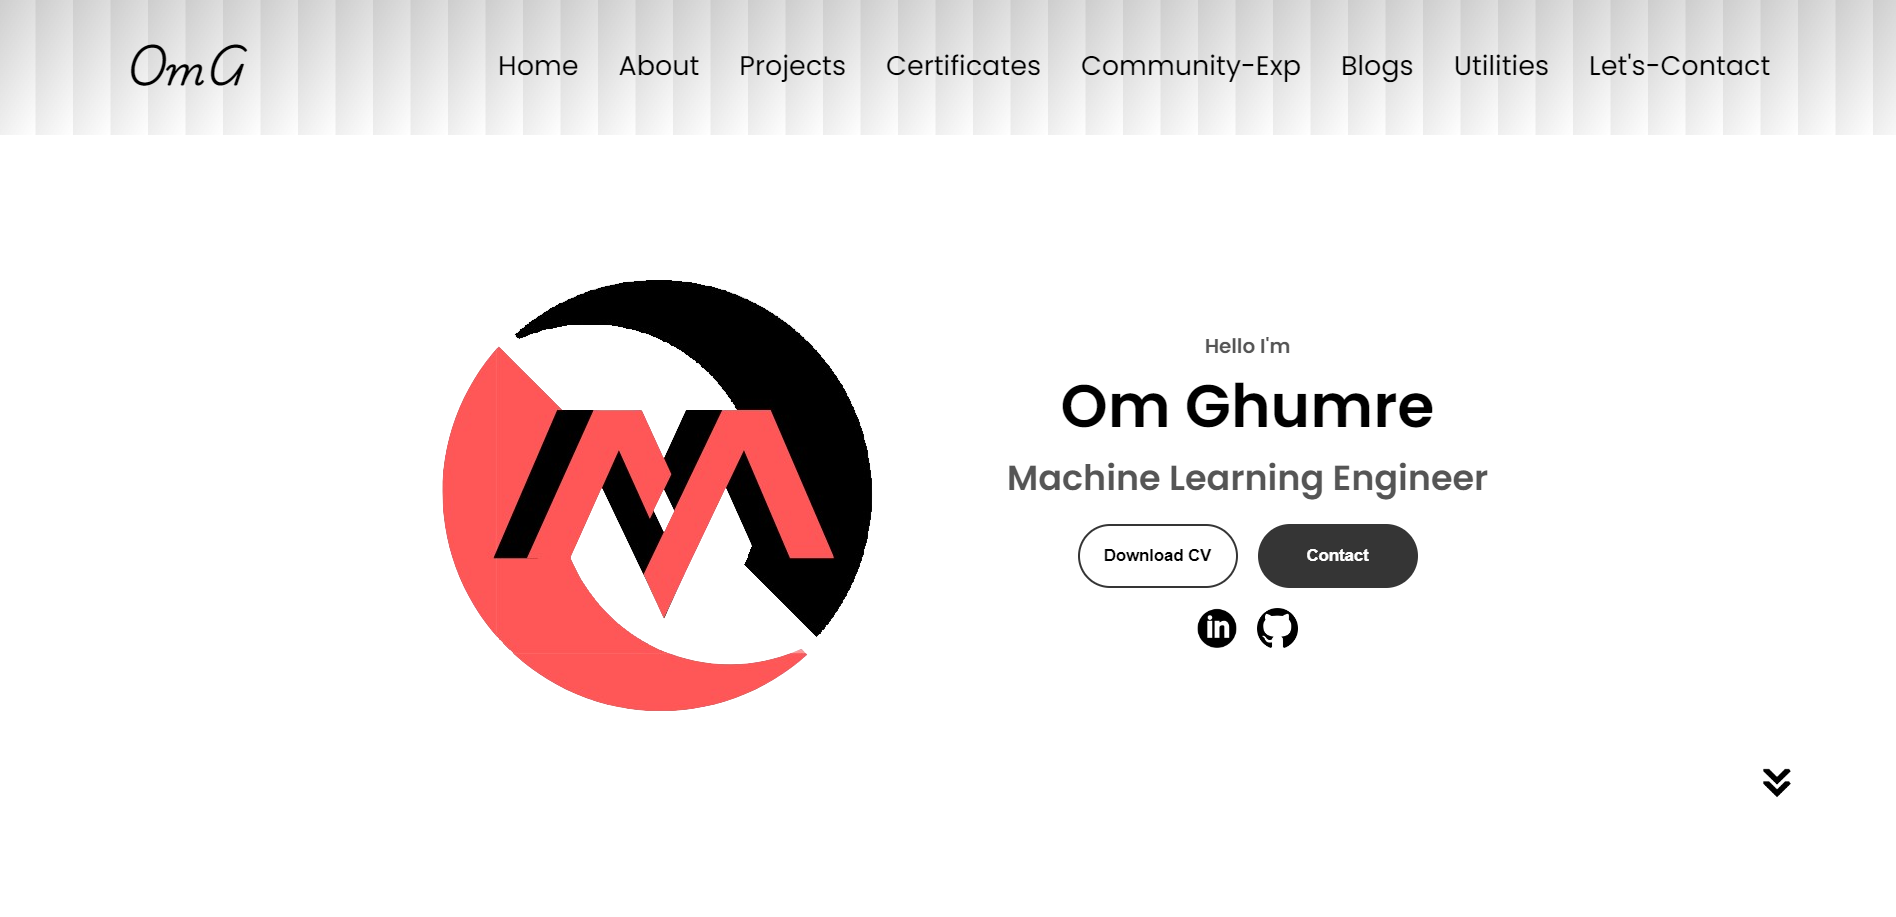 OmG
Home About Projects Certificates Community-Exp Blogs Utilities Let's-Contact
Hello I'm
Om Ghumre
Machine Learning Engineer
Download CV Contact
in